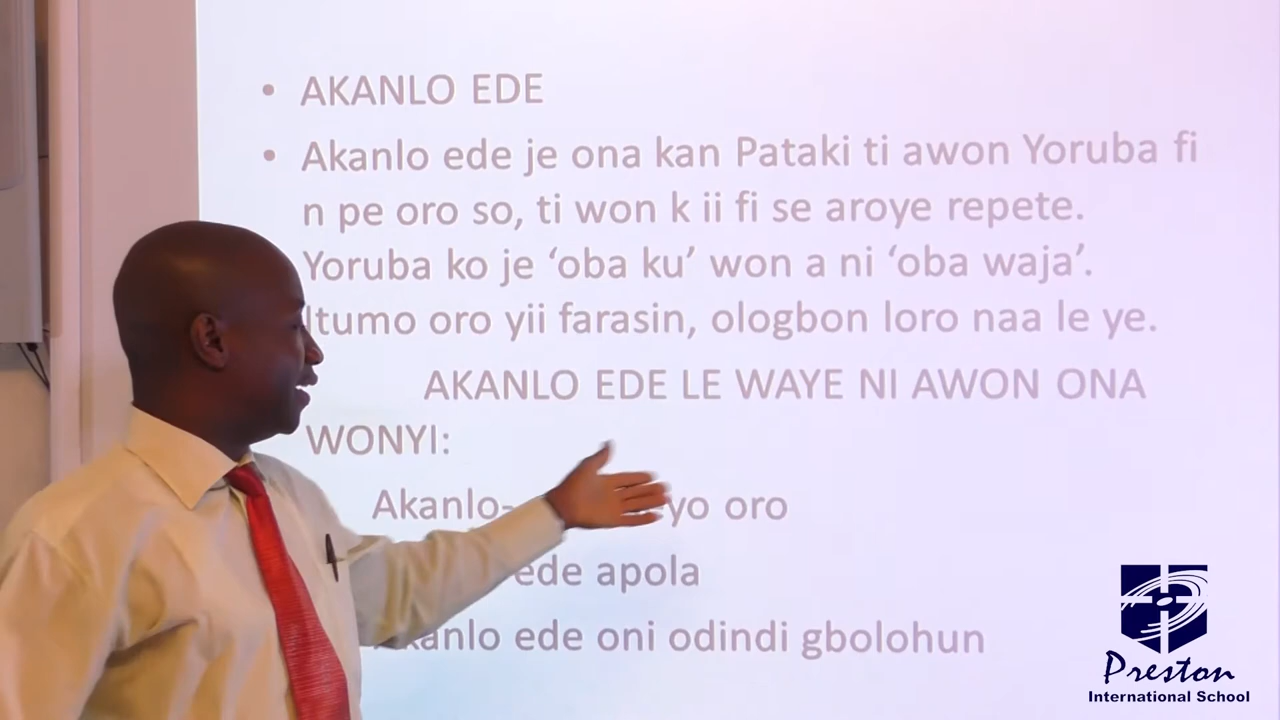 • AKANLO EDE
• Akanlo ede je ona kan Pataki ti awon Yoruba fi
n pe oro so, ti won k ii fi se aroye repete.
Yoruba ko je ‘oba ku’ won a ni ‘oba waja’.
Itumo oro yii farasin, ologbon loro naa le ye.
AKANLO EDE LE WAYE NI AWON ONA
WONYI:
Akanlo- yo oro
ede apola
kanlo ede oni odindi gbolohun
Preston
International School